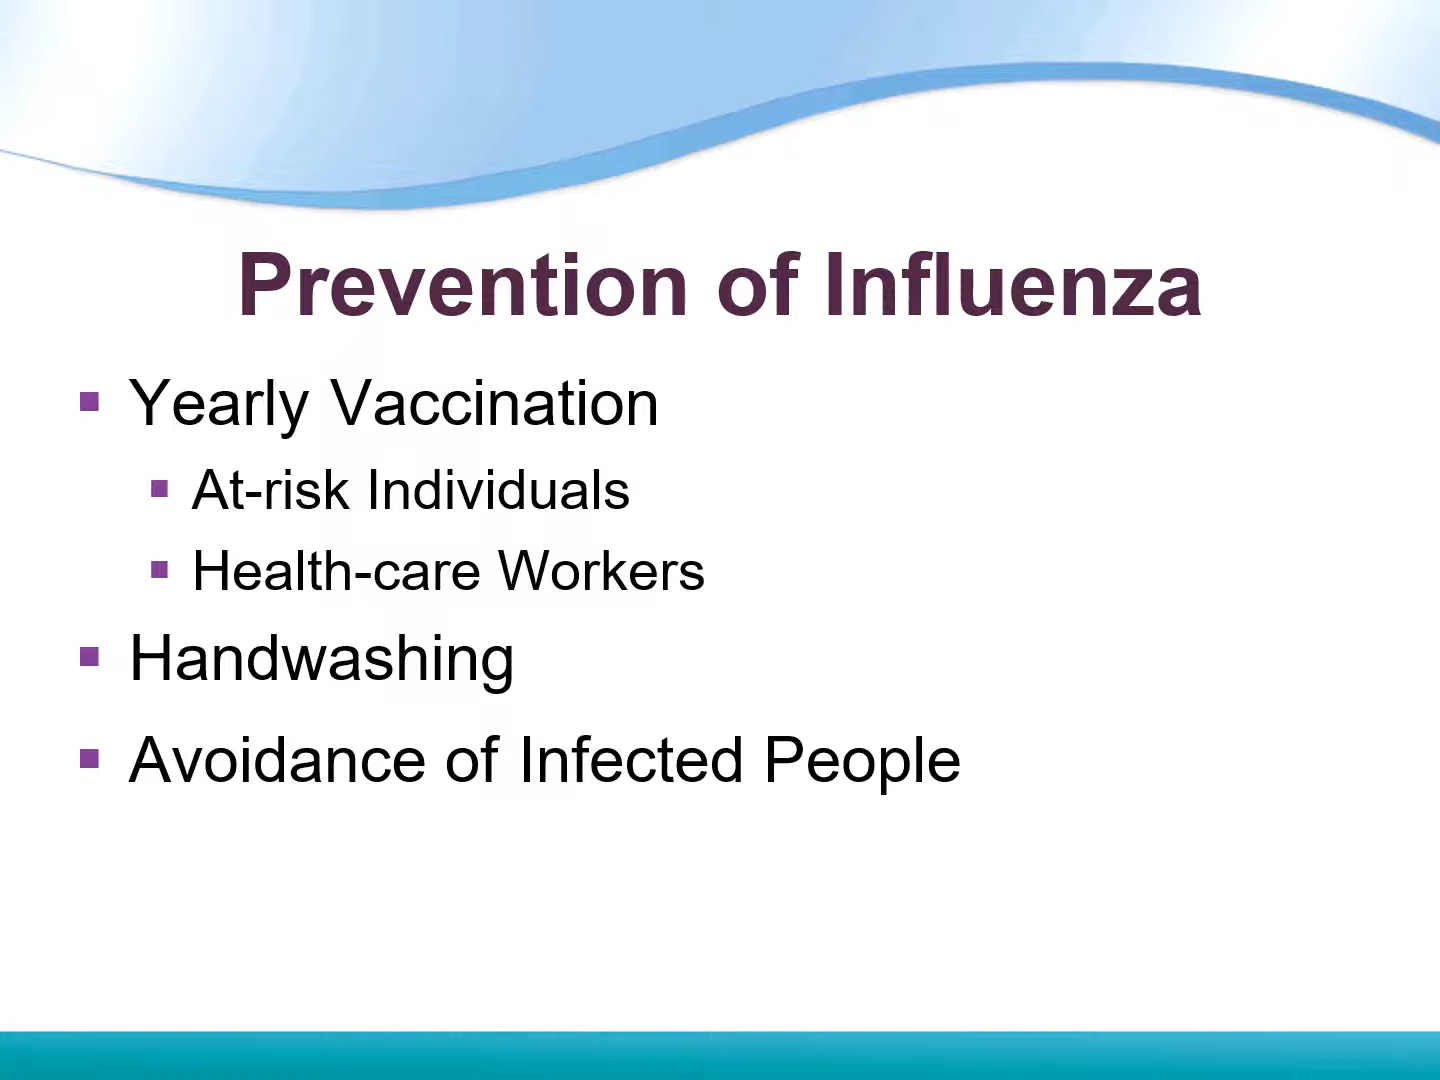 Prevention of Influenza
Yearly Vaccination
At-risk Individuals
Health-care Workers
Handwashing
Avoidance of Infected People